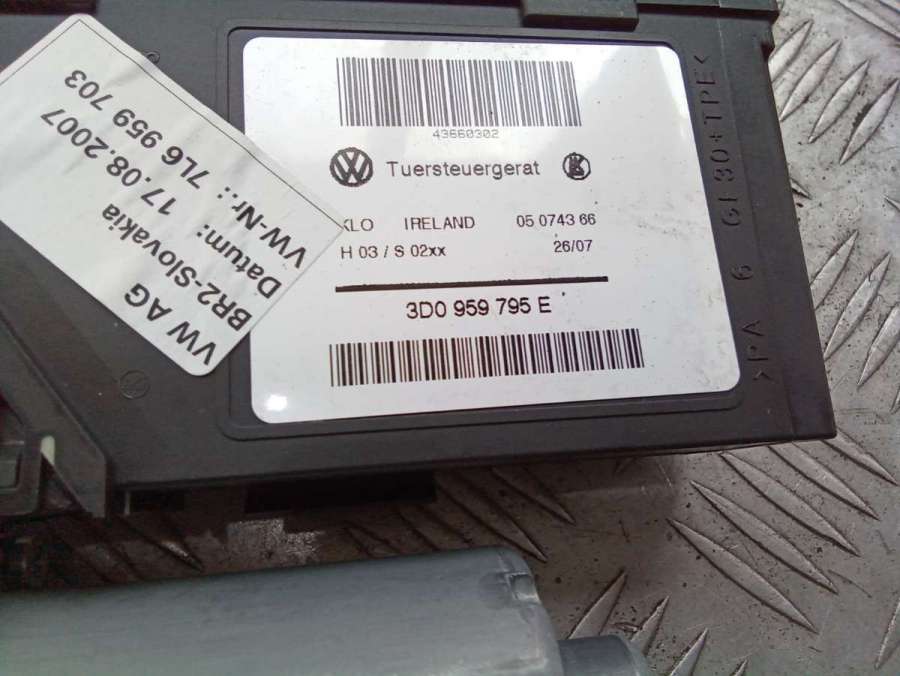 VW AG
BR2-Slovakia
Datum: 17.08.2007
VW-Nr.: 7L6 959 703
43660302
Tuersteuergerat
KLO IRELAND 05 0743 66
H 03 / S 02xx 26/07
3D0 959 795 E
>PA 6 GF30+TPE<